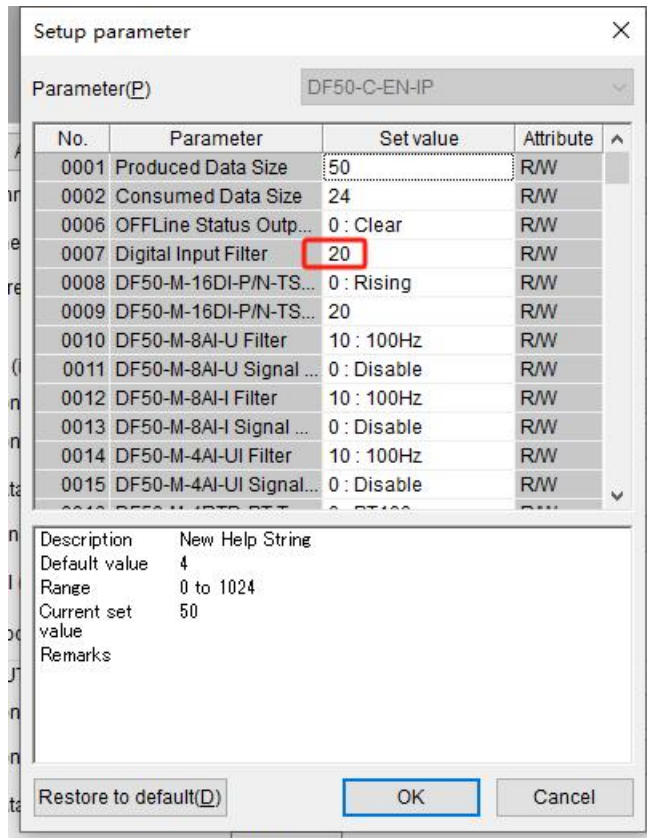 Setup parameter
Parameter(P) DF50-C-EN-IP
No. Parameter Set value Attribute
0001 Produced Data Size 50 R/W
0002 Consumed Data Size 24 R/W
0006 OFFLine Status Outp... 0 : Clear R/W
0007 Digital Input Filter 20 R/W
0008 DF50-M-16DI-P/N-TS... 0 : Rising R/W
0009 DF50-M-16DI-P/N-TS... 20 R/W
0010 DF50-M-8AI-U Filter 10 : 100Hz R/W
0011 DF50-M-8AI-U Signal ... 0 : Disable R/W
0012 DF50-M-8AI-I Filter 10 : 100Hz R/W
0013 DF50-M-8AI-I Signal ... 0 : Disable R/W
0014 DF50-M-4AI-UI Filter 10 : 100Hz R/W
0015 DF50-M-4AI-UI Signal... 0 : Disable R/W
Description New Help String
Default value 4
Range 0 to 1024
Current set value 50
Remarks
Restore to default(D) OK Cancel